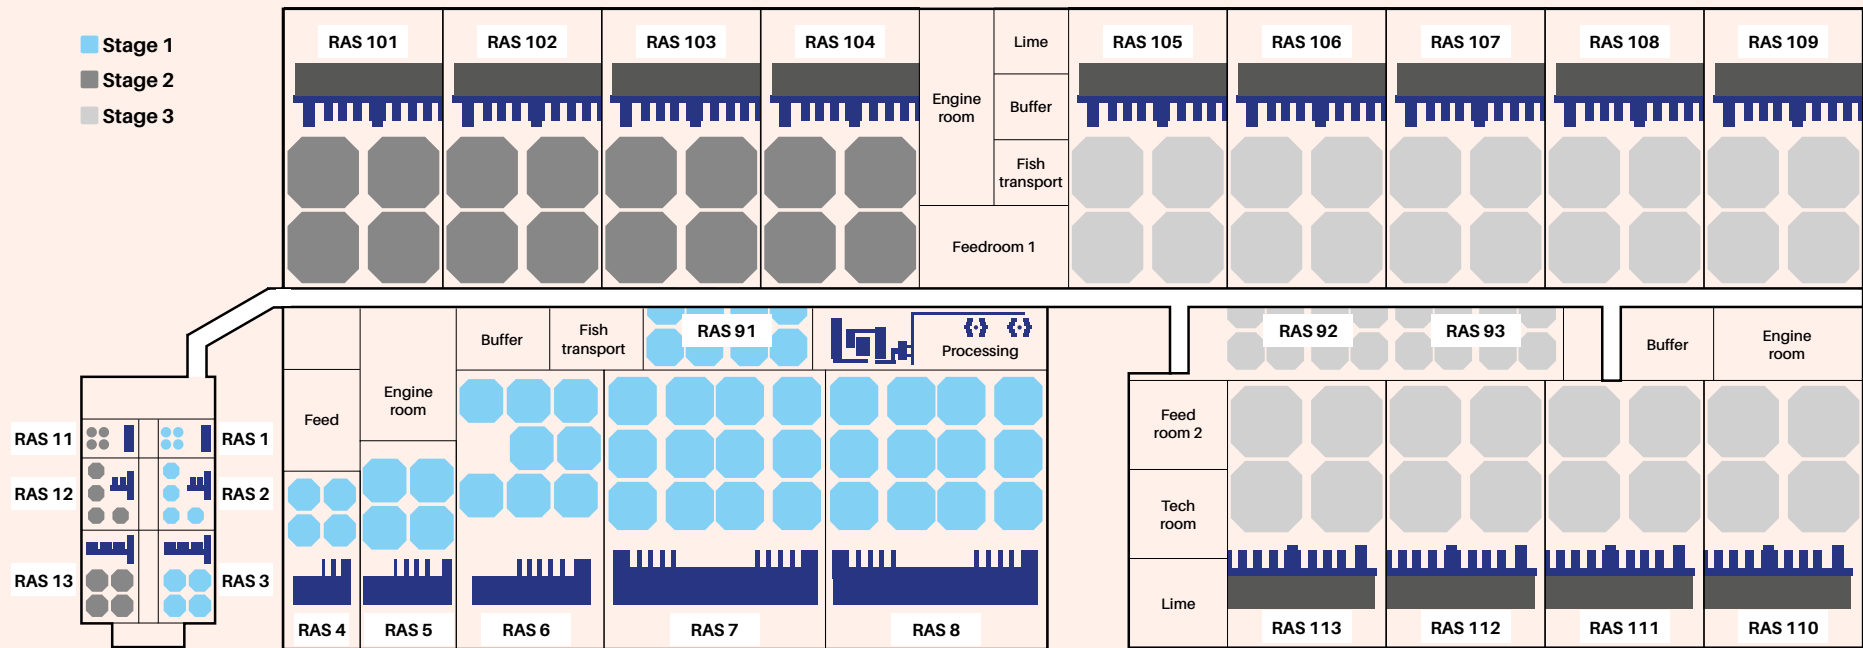 Stage 1
Stage 2
Stage 3
RAS 101
RAS 102
RAS 103
RAS 104
Engine
room
Lime
Buffer
Fish
transport
Feedroom 1
RAS 105
RAS 106
RAS 107
RAS 108
RAS 109
Buffer
Fish
transport
RAS 91
Processing
RAS 92
RAS 93
Buffer
Engine
room
Feed
Engine
room
RAS 11
RAS 1
RAS 12
RAS 2
RAS 13
RAS 3
RAS 4
RAS 5
RAS 6
RAS 7
RAS 8
Feed
room 2
Tech
room
Lime
RAS 113
RAS 112
RAS 111
RAS 110